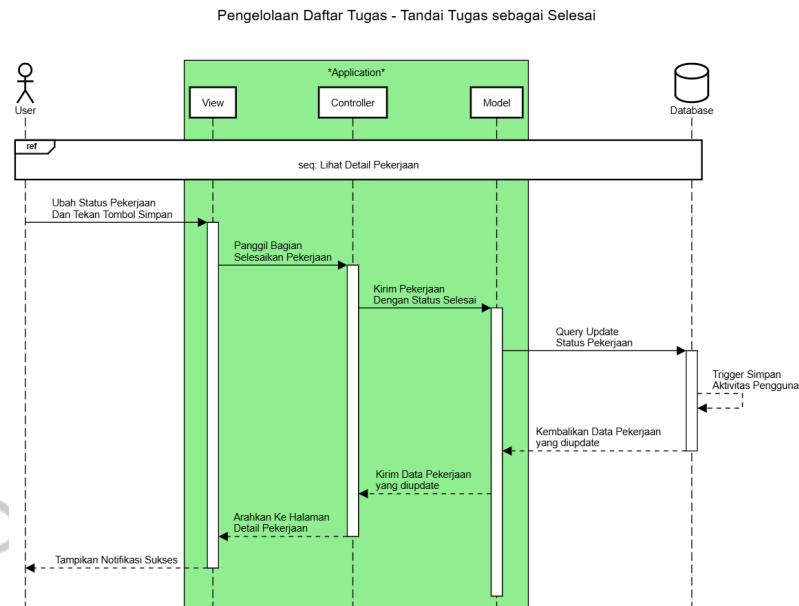 Pengelolaan Daftar Tugas - Tandai Tugas sebagai Selesai
*Application*
User
View
Controller
Model
Database
ref
seq: Lihat Detail Pekerjaan
Ubah Status Pekerjaan
Dan Tekan Tombol Simpan
Panggil Bagian
Selesaikan Pekerjaan
Kirim Pekerjaan
Dengan Status Selesai
Query Update
Status Pekerjaan
Trigger Simpan
Aktivitas Pengguna
Kembalikan Data Pekerjaan
yang diupdate
Kirim Data Pekerjaan
yang diupdate
Arahkan Ke Halaman
Detail Pekerjaan
Tampikan Notifikasi Sukses